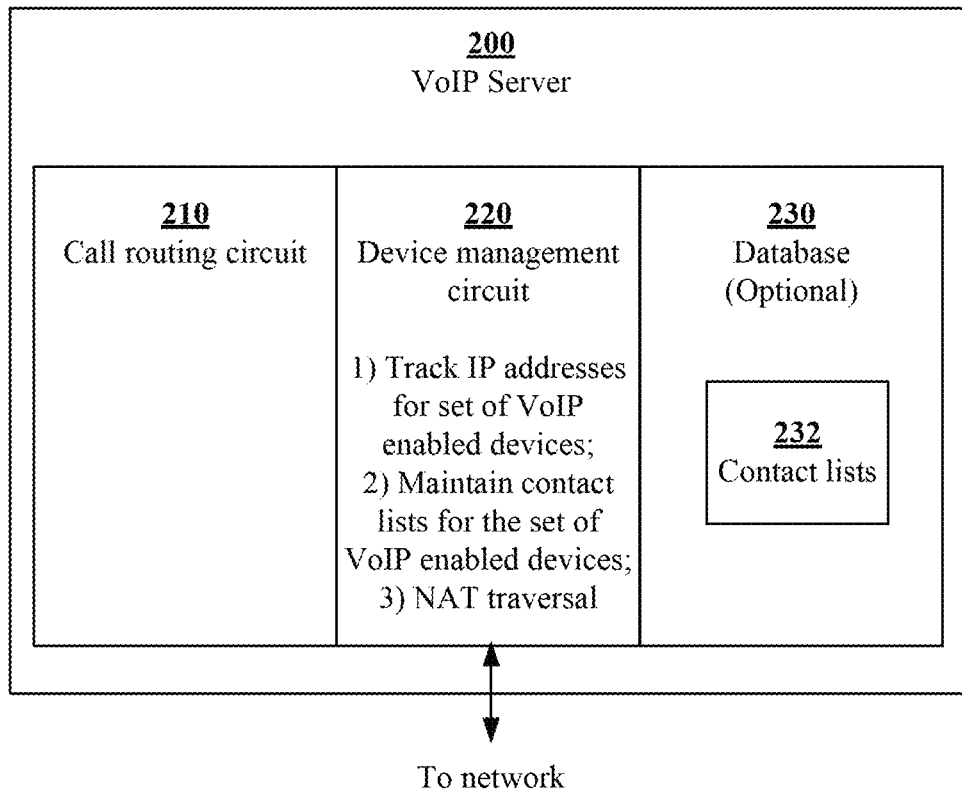 200
VoIP Server
210
Call routing circuit
220
Device management
circuit
1) Track IP addresses
for set of VoIP
enabled devices;
2) Maintain contact
lists for the set of
VoIP enabled devices;
3) NAT traversal
230
Database
(Optional)
232
Contact lists
To network